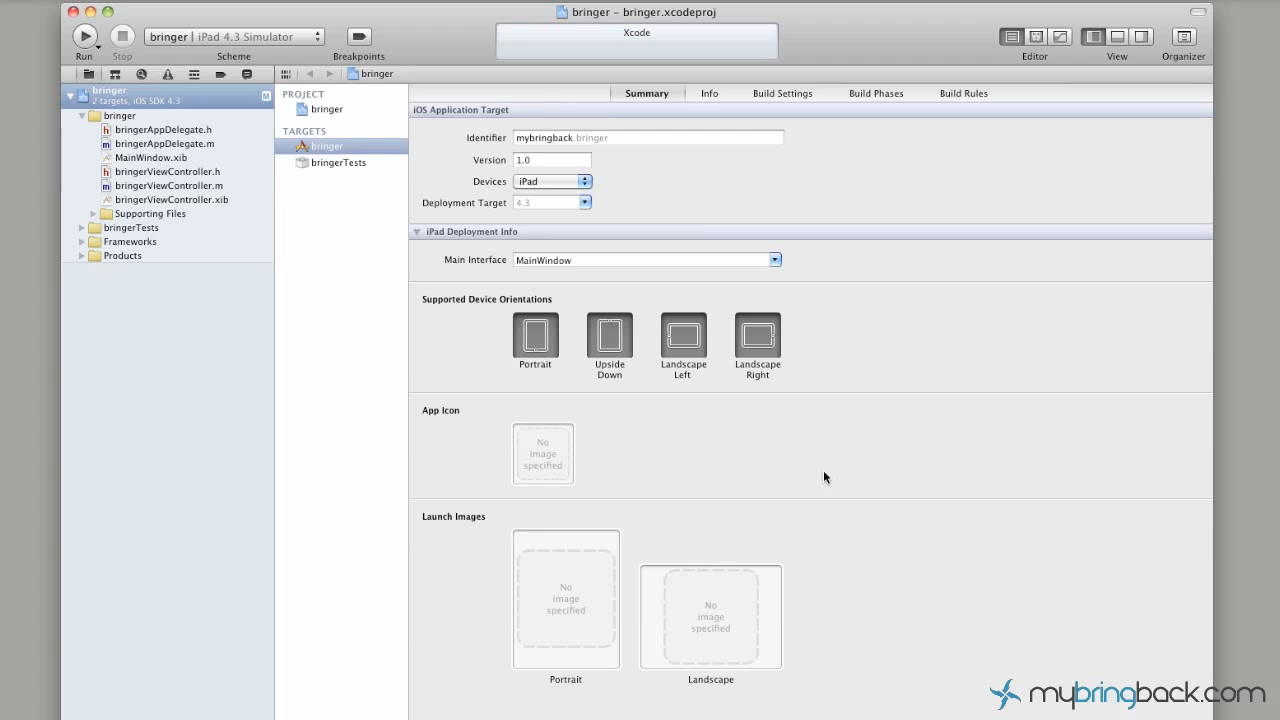 bringer – bringer.xcodeproj
bringer | iPad 4.3 Simulator
Xcode
Run
Stop
Scheme
Breakpoints
Editor
View
Organizer
bringer
2 targets, iOS SDK 4.3
M
bringer
bringerAppDelegate.h
bringerAppDelegate.m
MainWindow.xib
bringerViewController.h
bringerViewController.m
bringerViewController.xib
Supporting Files
bringerTests
Frameworks
Products
bringer
PROJECT
bringer
TARGETS
bringer
bringerTests
Summary
Info
Build Settings
Build Phases
Build Rules
iOS Application Target
Identifier
mybringback.bringer
Version
1.0
Devices
iPad
Deployment Target
4.3
iPad Deployment Info
Main Interface
MainWindow
Supported Device Orientations
Portrait
Upside
Down
Landscape
Left
Landscape
Right
App Icon
No
image
specified
Launch Images
No
image
specified
Portrait
No
image
specified
Landscape
mybringback.com